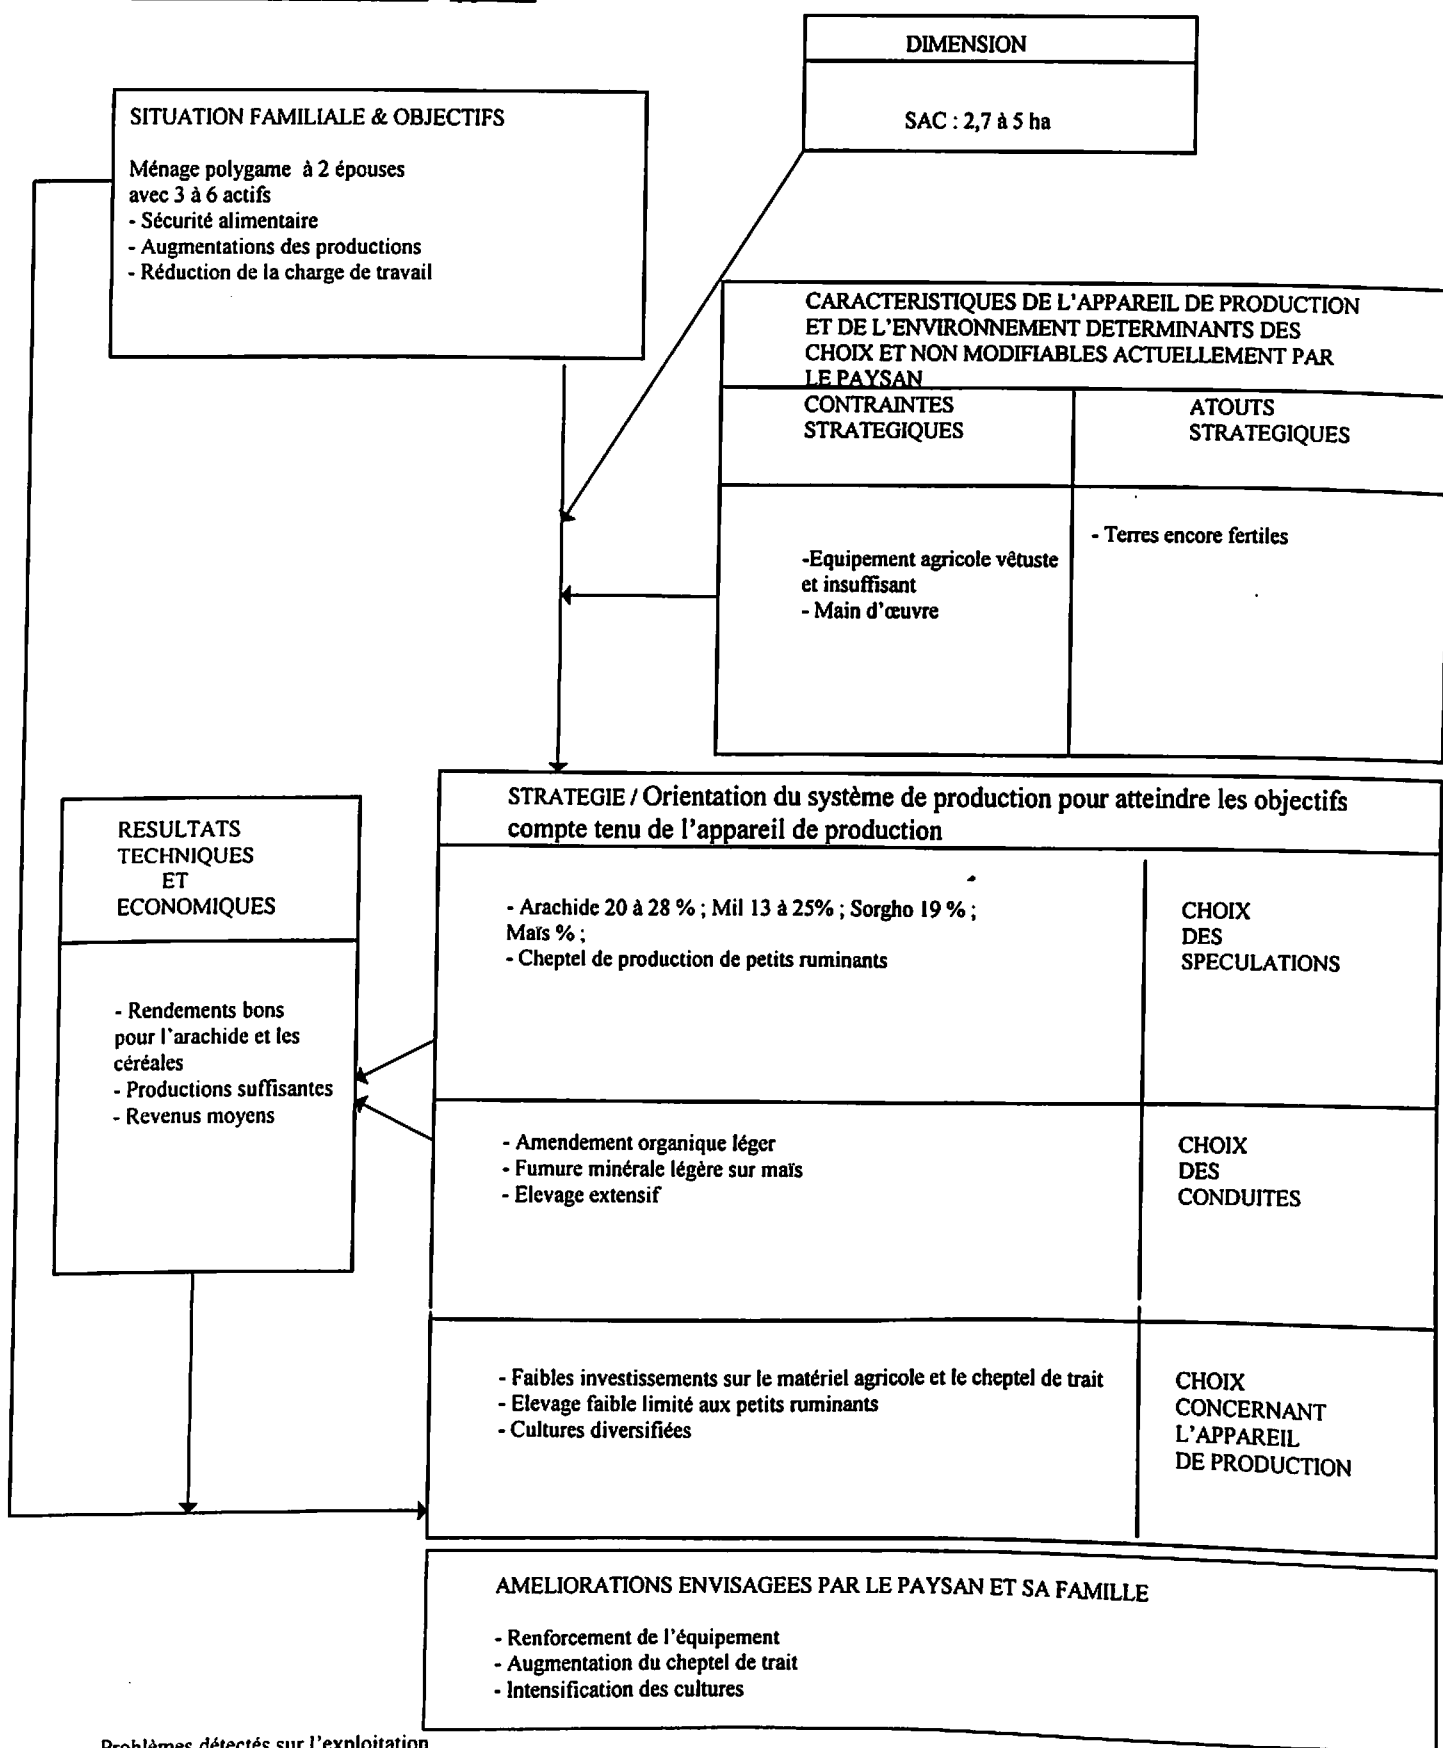 DIMENSION
SAC : 2,7 à 5 ha
SITUATION FAMILIALE & OBJECTIFS
Ménage polygame à 2 épouses
avec 3 à 6 actifs
- Sécurité alimentaire
- Augmentations des productions
- Réduction de la charge de travail
CARACTERISTIQUES DE L'APPAREIL DE PRODUCTION
ET DE L'ENVIRONNEMENT DETERMINANTS DES
CHOIX ET NON MODIFIABLES ACTUELLEMENT PAR
LE PAYSAN
CONTRAINTES
STRATEGIQUES
ATOUTS
STRATEGIQUES
-Equipement agricole vêtuste
et insuffisant
- Main d'œuvre
- Terres encore fertiles
STRATEGIE / Orientation du système de production pour atteindre les objectifs
compte tenu de l'appareil de production
RESULTATS
TECHNIQUES
ET
ECONOMIQUES
- Rendements bons
pour l'arachide et les
céréales
- Productions suffisantes
- Revenus moyens
- Arachide 20 à 28 % ; Mil 13 à 25% ; Sorgho 19 % ;
Maïs % ;
- Cheptel de production de petits ruminants
CHOIX
DES
SPECULATIONS
- Amendement organique léger
- Fumure minérale légère sur maïs
- Elevage extensif
CHOIX
DES
CONDUITES
- Faibles investissements sur le matériel agricole et le cheptel de trait
- Elevage faible limité aux petits ruminants
- Cultures diversifiées
CHOIX
CONCERNANT
L'APPAREIL
DE PRODUCTION
AMELIORATIONS ENVISAGEES PAR LE PAYSAN ET SA FAMILLE
- Renforcement de l'équipement
- Augmentation du cheptel de trait
- Intensification des cultures
Problèmes détectés sur l'exploitation